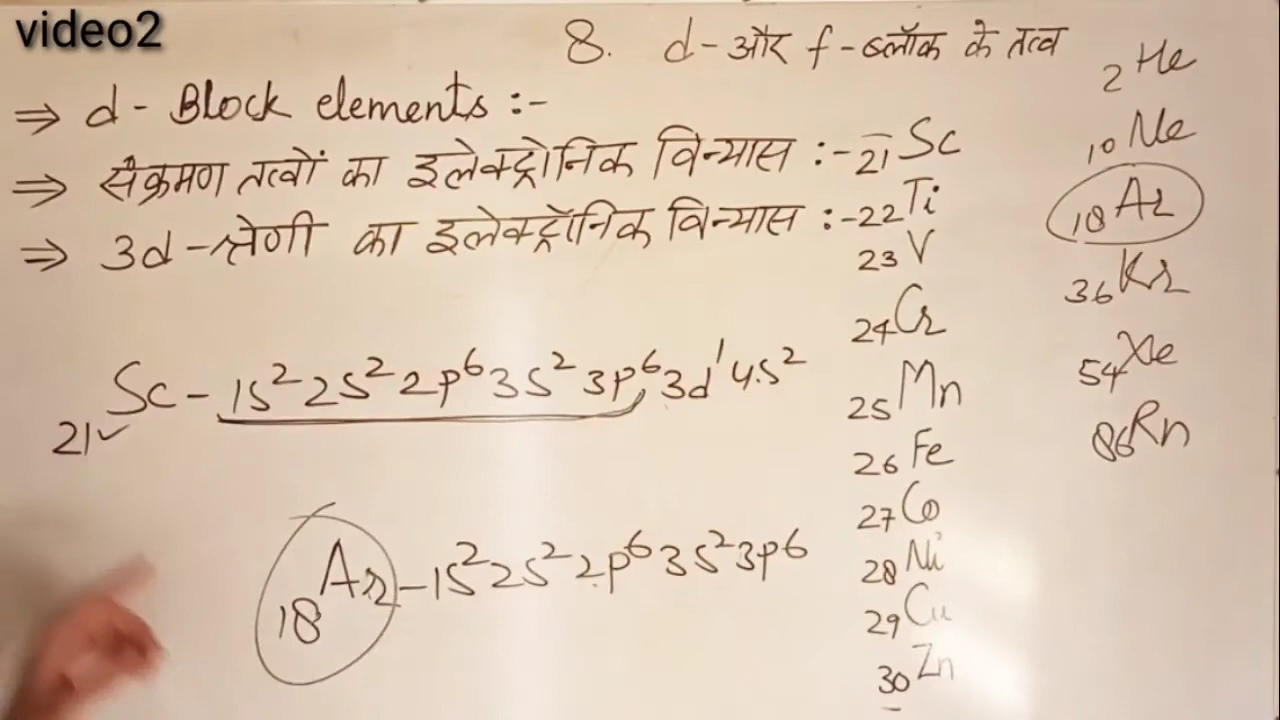 video2
8. d-और f-ब्लॉक के तत्व
⇒ d - Block elements :-
⇒ संक्रमण तत्वों का इलेक्ट्रोनिक विन्यास :-
⇒ 3d-श्रेणी का इलेक्ट्रॉनिक विन्यास :-
₂₁Sc - 1s² 2s² 2p⁶ 3s² 3p⁶ 3d¹ 4s²
₁₈Ar - 1s² 2s² 2p⁶ 3s² 3p⁶
₂₁Sc
₂₂Ti
₂₃V
₂₄Cr
₂₅Mn
₂₆Fe
₂₇Co
₂₈Ni
₂₉Cu
₃₀Zn
₂He
₁₀Ne
₁₈Ar
₃₆Kr
₅₄Xe
₈₆Rn